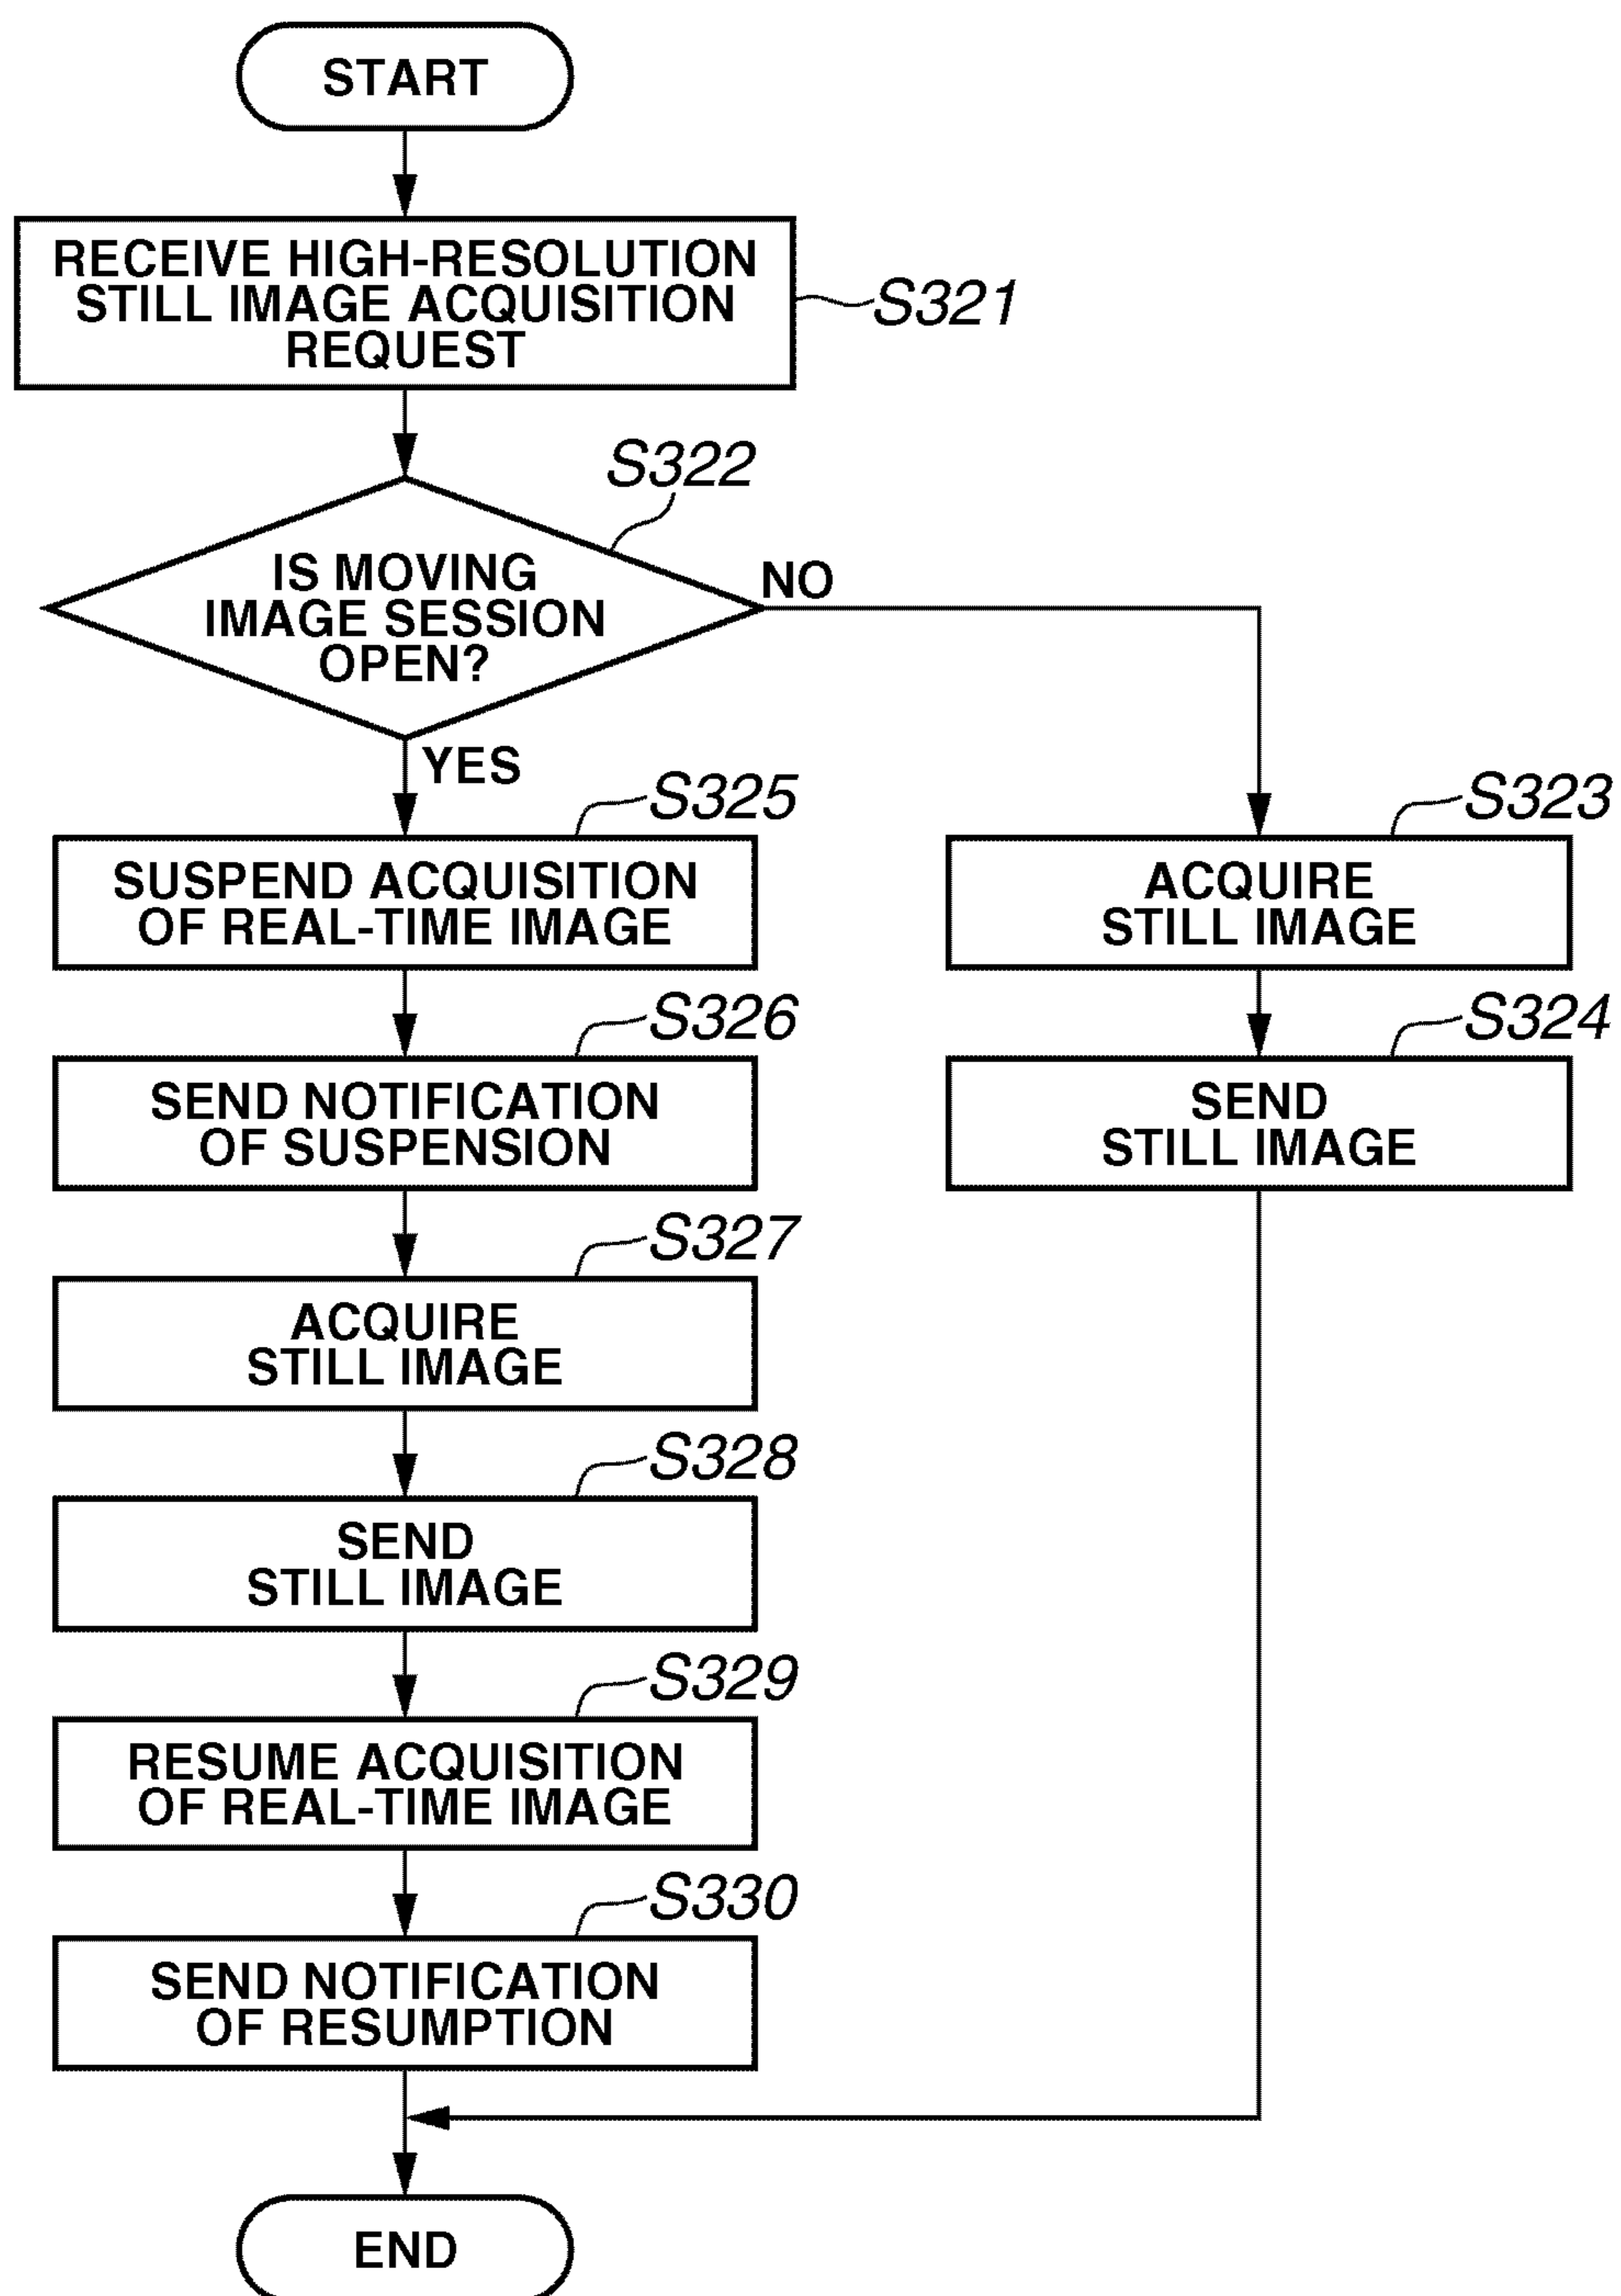 START
RECEIVE HIGH-RESOLUTION
STILL IMAGE ACQUISITION
REQUEST
S321
S322
IS MOVING
IMAGE SESSION
OPEN?
NO
YES
S325
SUSPEND ACQUISITION
OF REAL-TIME IMAGE
S323
ACQUIRE
STILL IMAGE
S326
SEND NOTIFICATION
OF SUSPENSION
S324
SEND
STILL IMAGE
S327
ACQUIRE
STILL IMAGE
S328
SEND
STILL IMAGE
S329
RESUME ACQUISITION
OF REAL-TIME IMAGE
S330
SEND NOTIFICATION
OF RESUMPTION
END